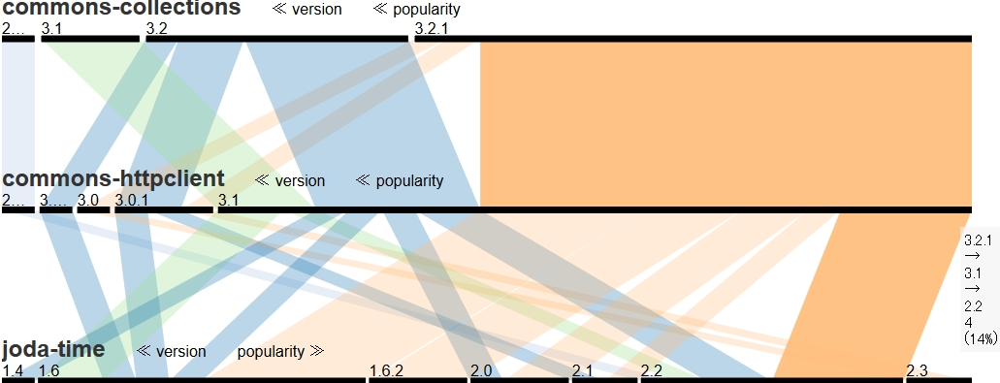 commons-collections ≪ version ≪ popularity
2... 3.1 3.2 3.2.1
commons-httpclient ≪ version ≪ popularity
2... 3.... 3.0 3.0.1 3.1
3.2.1
→
3.1
→
2.2
4
(14%)
joda-time ≪ version popularity ≫
1.4 1.6 1.6.2 2.0 2.1 2.2 2.3